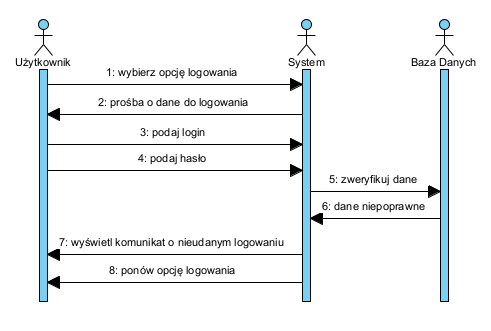 Użytkownik
System
Baza Danych
1: wybierz opcję logowania
2: prośba o dane do logowania
3: podaj login
4: podaj hasło
5: zweryfikuj dane
6: dane niepoprawne
7: wyświetl komunikat o nieudanym logowaniu
8: ponów opcję logowania